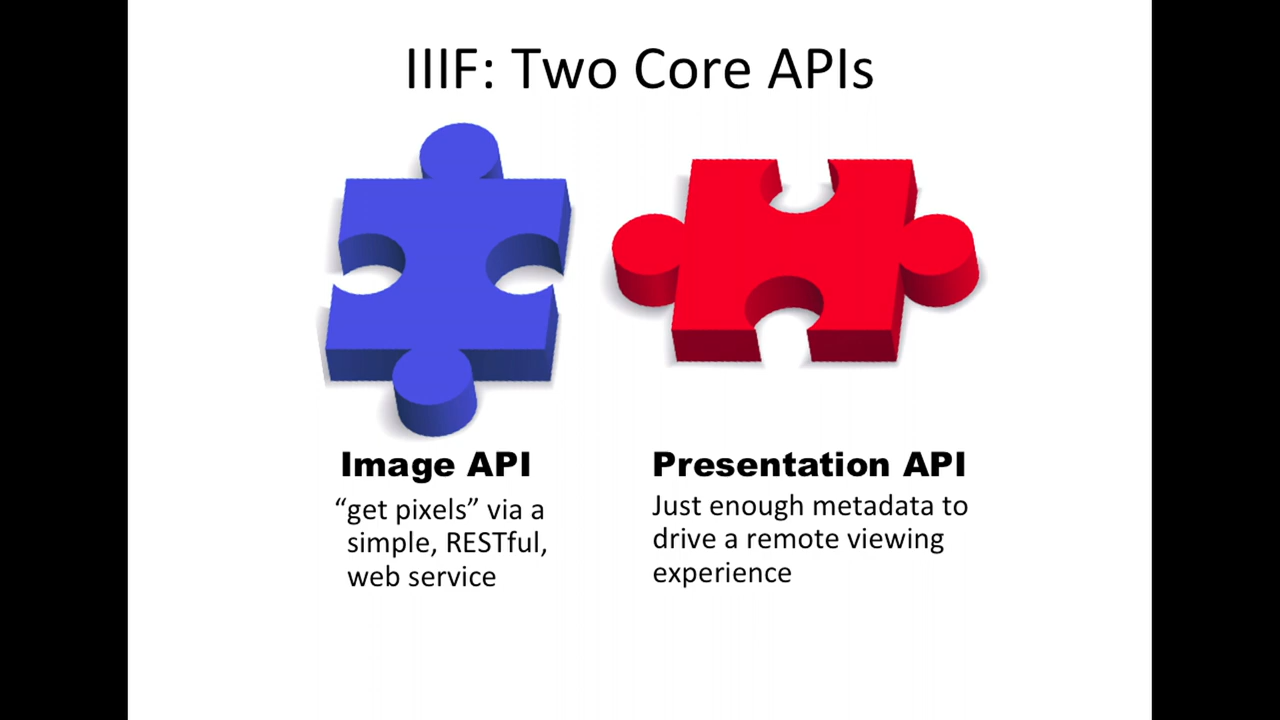 IIIF: Two Core APIs
Image API
“get pixels” via a
simple, RESTful,
web service
Presentation API
Just enough metadata to
drive a remote viewing
experience